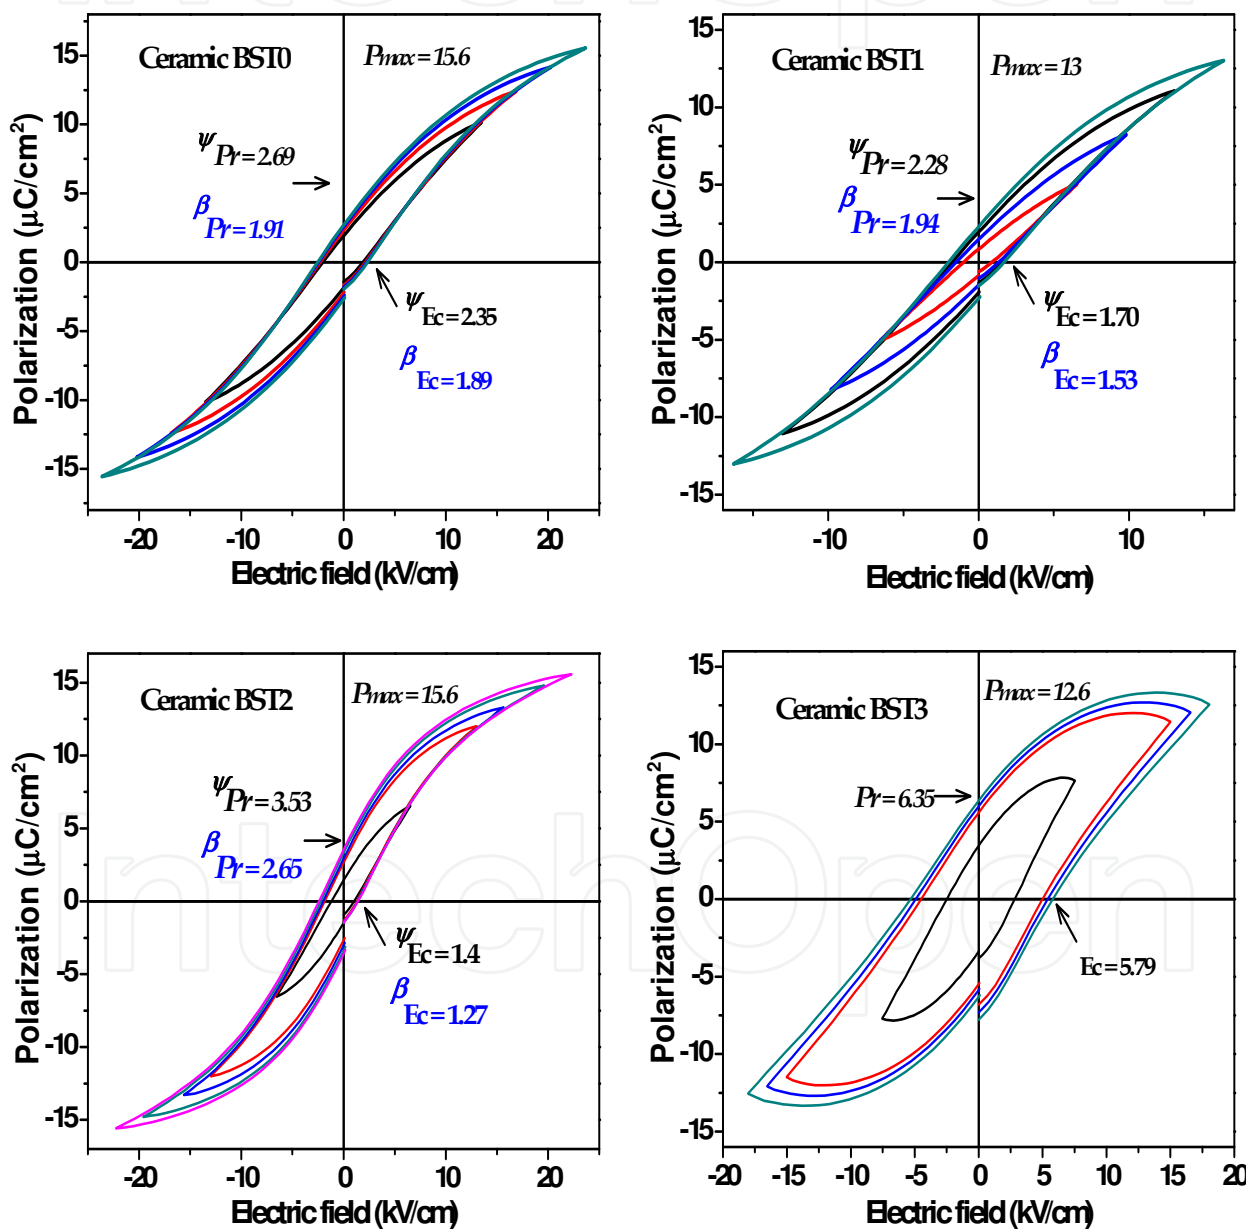 Ceramic BST0
Pmax = 15.6
ψPr = 2.69
βPr = 1.91
ψEc = 2.35
βEc = 1.89
15
10
5
0
-5
-10
-15
-20
-10
0
10
20
Polarization (μC/cm²)
Electric field (kV/cm)
Ceramic BST1
Pmax = 13
ψPr = 2.28
βPr = 1.94
ψEc = 1.70
βEc = 1.53
15
10
5
0
-5
-10
-15
-10
0
10
Polarization (μC/cm²)
Electric field (kV/cm)
Ceramic BST2
Pmax = 15.6
ψPr = 3.53
βPr = 2.65
ψEc = 1.4
βEc = 1.27
15
10
5
0
-5
-10
-15
-20
-10
0
10
20
Polarization (μC/cm²)
Electric field (kV/cm)
Ceramic BST3
Pmax = 12.6
Pr = 6.35
Ec = 5.79
15
10
5
0
-5
-10
-15
-20
-15
-10
-5
0
5
10
15
20
Polarization (μC/cm²)
Electric field (kV/cm)
IntechOpen